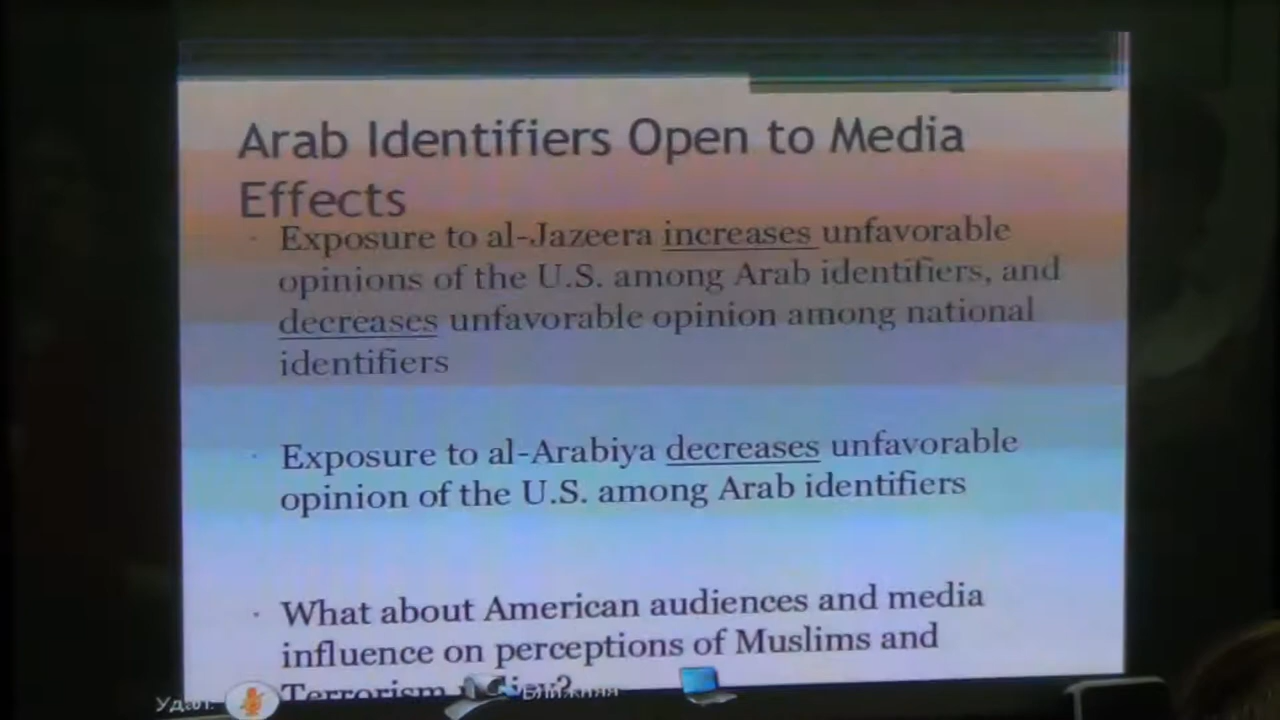 Arab Identifiers Open to Media
Effects
· Exposure to al-Jazeera increases unfavorable
opinions of the U.S. among Arab identifiers, and
decreases unfavorable opinion among national
identifiers
· Exposure to al-Arabiya decreases unfavorable
opinion of the U.S. among Arab identifiers
· What about American audiences and media
influence on perceptions of Muslims and
Terrorism
Ближняя